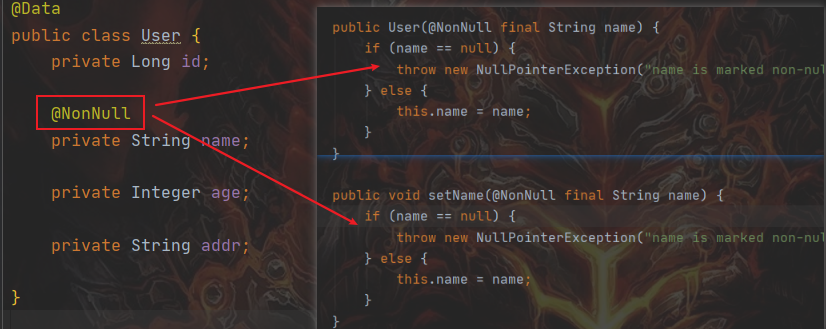 @Data
public class User {
private Long id;
@NonNull
private String name;
private Integer age;
private String addr;
}
public User(@NonNull final String name) {
if (name == null) {
throw new NullPointerException("name is marked non-nul
} else {
this.name = name;
}
}
public void setName(@NonNull final String name) {
if (name == null) {
throw new NullPointerException("name is marked non-nul
} else {
this.name = name;
}
}